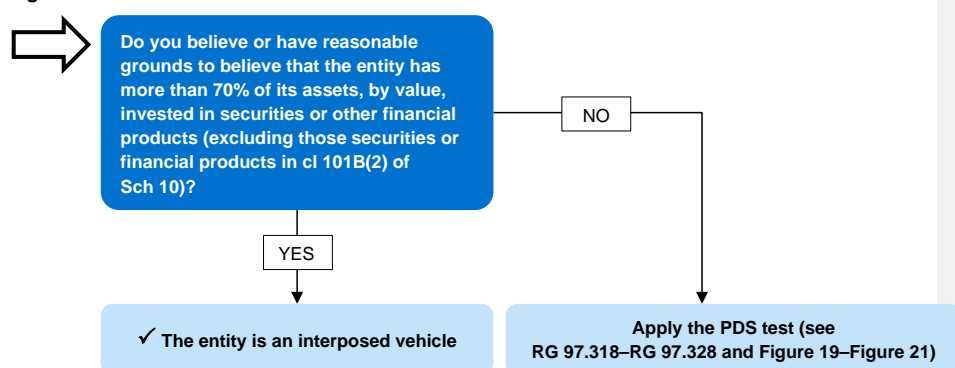 Do you believe or have reasonable
grounds to believe that the entity has
more than 70% of its assets, by value,
invested in securities or other financial
products (excluding those securities or
financial products in cl 101B(2) of
Sch 10)?
NO
YES
✓ The entity is an interposed vehicle
Apply the PDS test (see
RG 97.318–RG 97.328 and Figure 19–Figure 21)